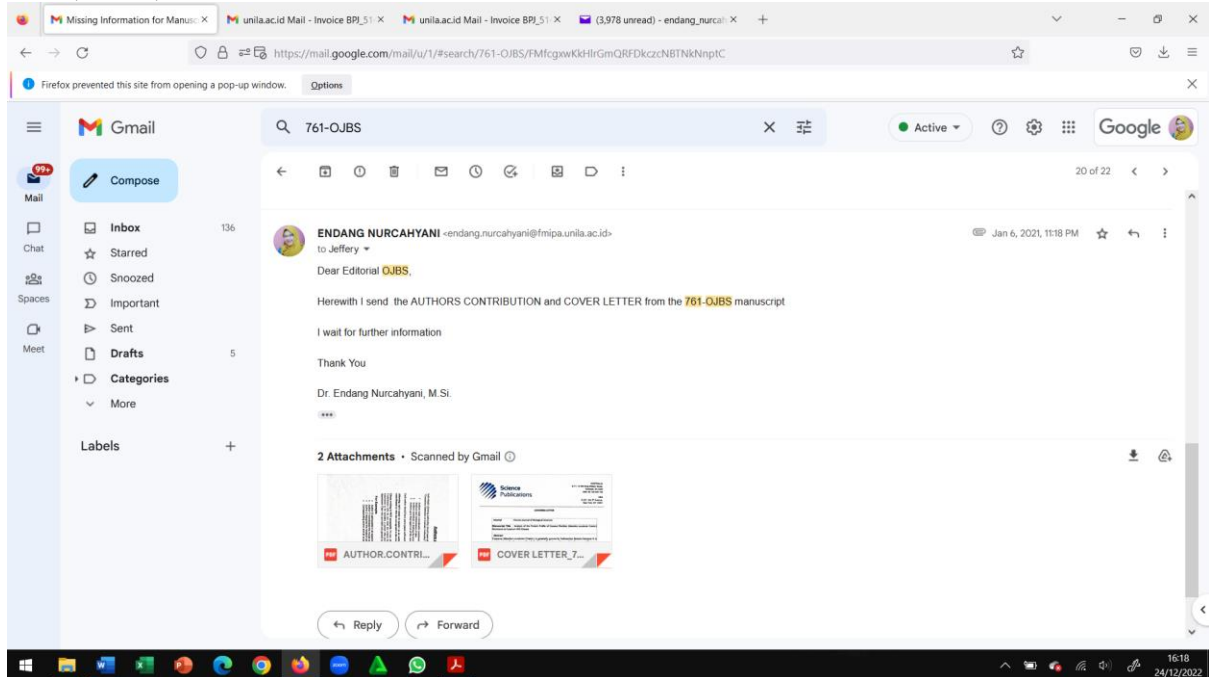 Missing Information for Manusc
unila.ac.id Mail - Invoice BPJ_51
unila.ac.id Mail - Invoice BPJ_51
(3,978 unread) - endang_nurcah
https://mail.google.com/mail/u/1/#search/761-OJBS/
Firefox prevented this site from opening a pop-up window. Options
Gmail
761-OJBS
Active
Google
99+
Mail
Compose
20 of 22
Chat
Inbox 136
Starred
Snoozed
Spaces
Important
Sent
Meet
Drafts 5
Categories
More
Labels
ENDANG NURCAHYANI <endang.nurcahyani@fmipa.unila.ac.id>
Jan 6, 2021, 11:18 PM
to Jeffery
Dear Editorial OJBS,
Herewith I send the AUTHORS CONTRIBUTION and COVER LETTER from the 761-OJBS manuscript
I wait for further information
Thank You
Dr. Endang Nurcahyani, M.Si.
2 Attachments • Scanned by Gmail
Science
Publications
PDF AUTHOR.CONTRI...
PDF COVER LETTER_7...
Reply
Forward
zoom
16:18
24/12/2022